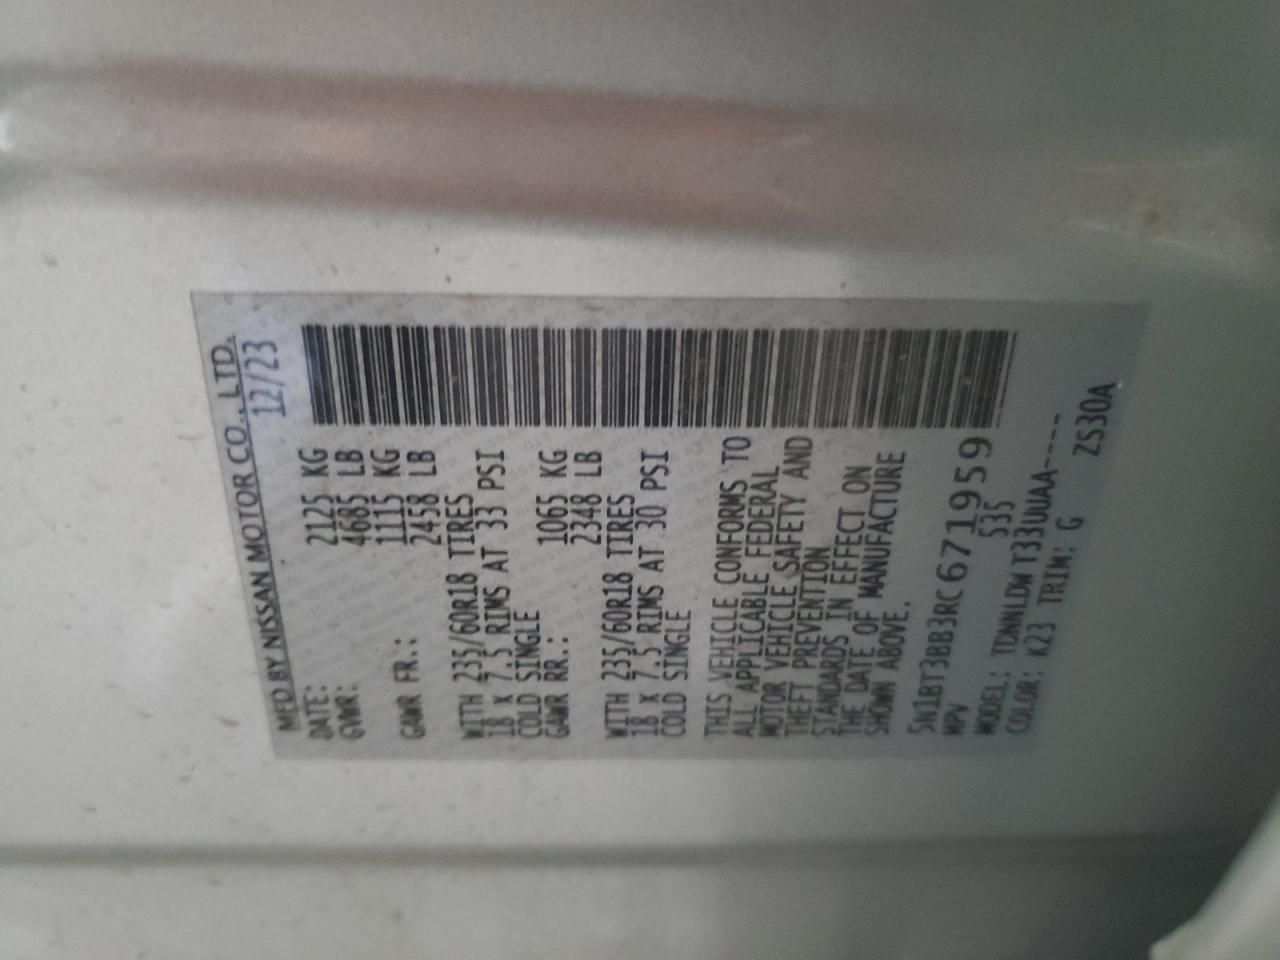 MFD BY NISSAN MOTOR CO., LTD.
DATE: 12/23
GVWR: 2125 KG
4685 LB
GAWR FR.: 1115 KG
2458 LB
WITH 235/60R18 TIRES
18 X 7.5 RIMS AT 33 PSI
COLD SINGLE
GAWR RR.: 1065 KG
2348 LB
WITH 235/60R18 TIRES
18 X 7.5 RIMS AT 30 PSI
COLD SINGLE
THIS VEHICLE CONFORMS TO
ALL APPLICABLE FEDERAL
MOTOR VEHICLE SAFETY AND
THEFT PREVENTION
STANDARDS IN EFFECT ON
THE DATE OF MANUFACTURE
SHOWN ABOVE.
5N1BT3BB3RC671959
MPV S35
MODEL: TDNNLDW T33UUAA----
COLOR: K23 TRIM: G ZS30A